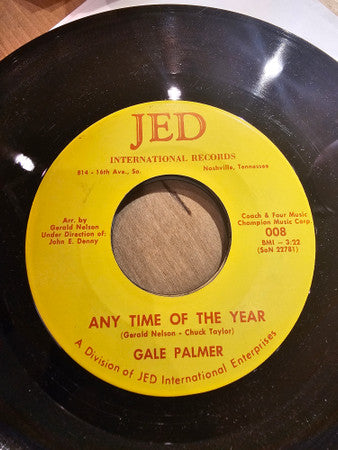 JED
INTERNATIONAL RECORDS
814 - 16th Ave., So.
Nashville, Tennessee
Arr. by
Gerald Nelson
Under Direction of:
John E. Denny
Coach & Four Music
Champion Music Corp.
008
BMI - 3:22
(SoN 22781)
ANY TIME OF THE YEAR
(Gerald Nelson - Chuck Taylor)
GALE PALMER
A Division of JED International Enterprises